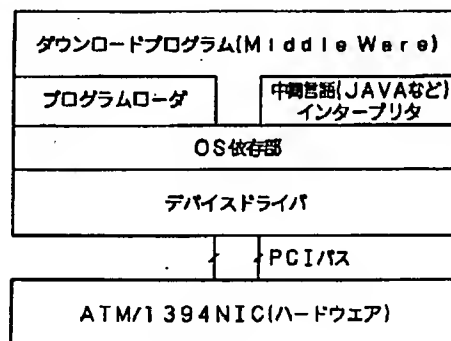 ダウンロードプログラム(Middle Ware)
プログラムローダ
中間言語(JAVAなど)
インタープリタ
OS依存部
デバイスドライバ
PCIバス
ATM/1394NIC(ハードウェア)